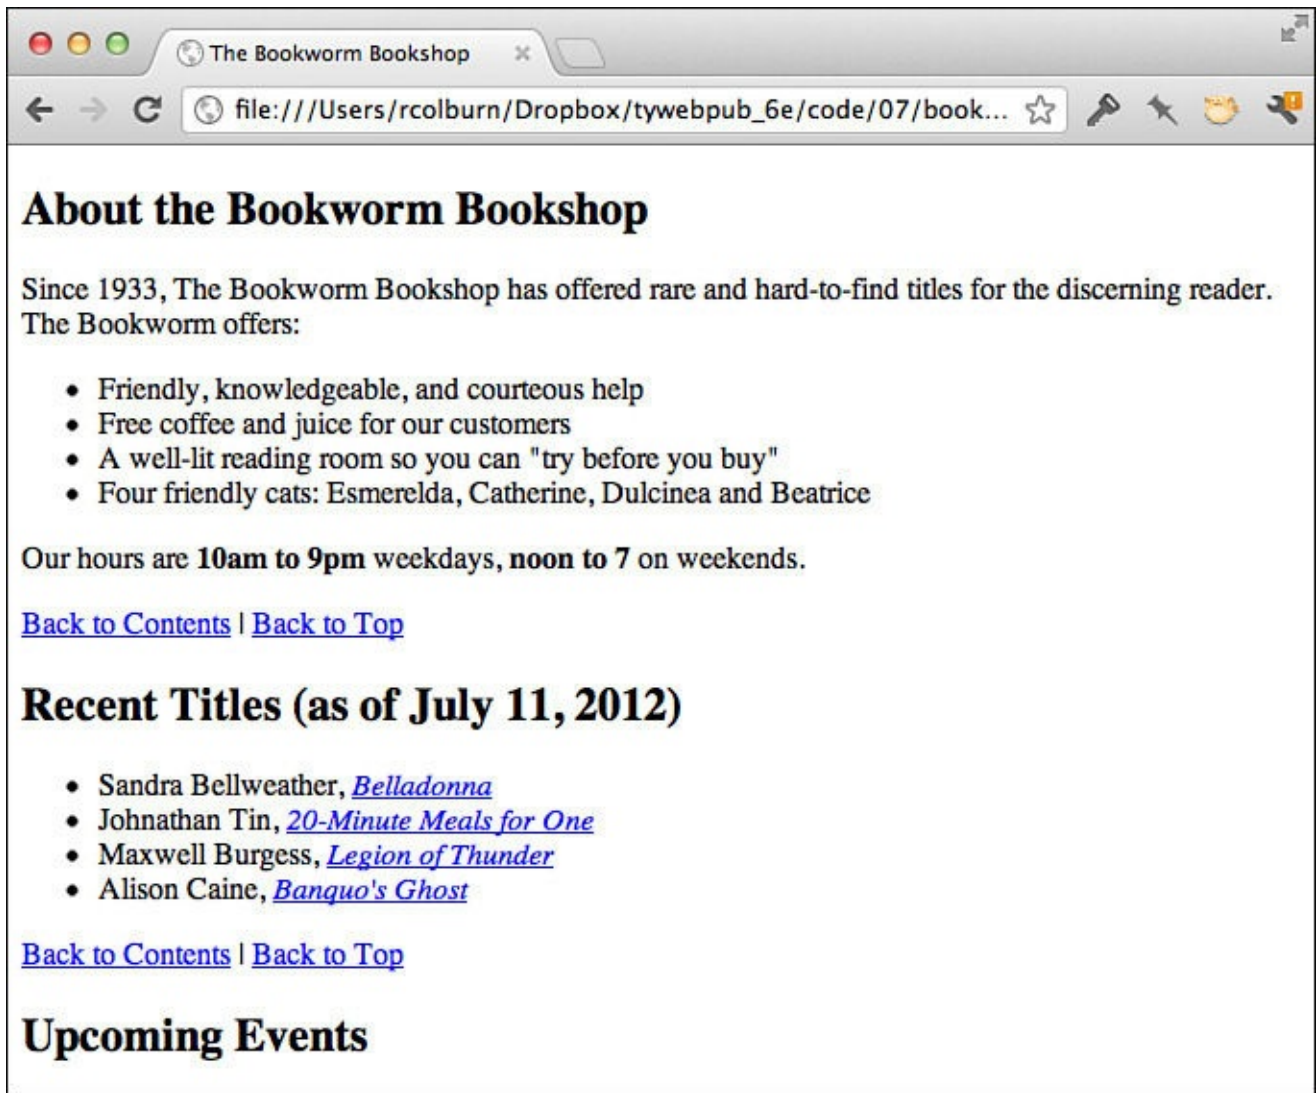 The Bookworm Bookshop
file:///Users/rcolburn/Dropbox/tywebpub_6e/code/07/book...
About the Bookworm Bookshop
Since 1933, The Bookworm Bookshop has offered rare and hard-to-find titles for the discerning reader.
The Bookworm offers:
• Friendly, knowledgeable, and courteous help
• Free coffee and juice for our customers
• A well-lit reading room so you can "try before you buy"
• Four friendly cats: Esmerelda, Catherine, Dulcinea and Beatrice
Our hours are 10am to 9pm weekdays, noon to 7 on weekends.
Back to Contents | Back to Top
Recent Titles (as of July 11, 2012)
• Sandra Bellweather, Belladonna
• Johnathan Tin, 20-Minute Meals for One
• Maxwell Burgess, Legion of Thunder
• Alison Caine, Banquo's Ghost
Back to Contents | Back to Top
Upcoming Events